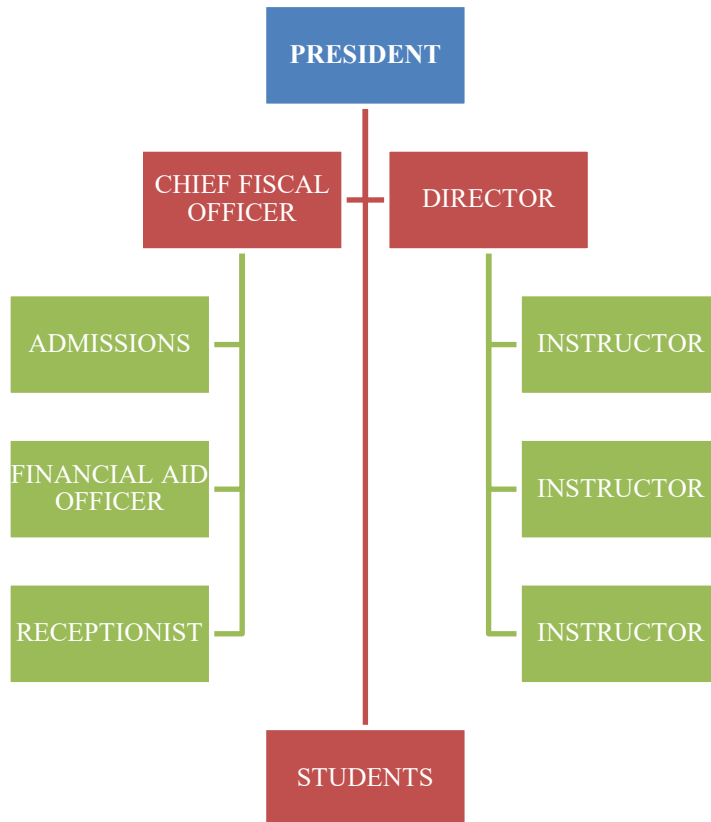 PRESIDENT
CHIEF FISCAL
OFFICER
DIRECTOR
ADMISSIONS
INSTRUCTOR
FINANCIAL AID
OFFICER
INSTRUCTOR
RECEPTIONIST
INSTRUCTOR
STUDENTS